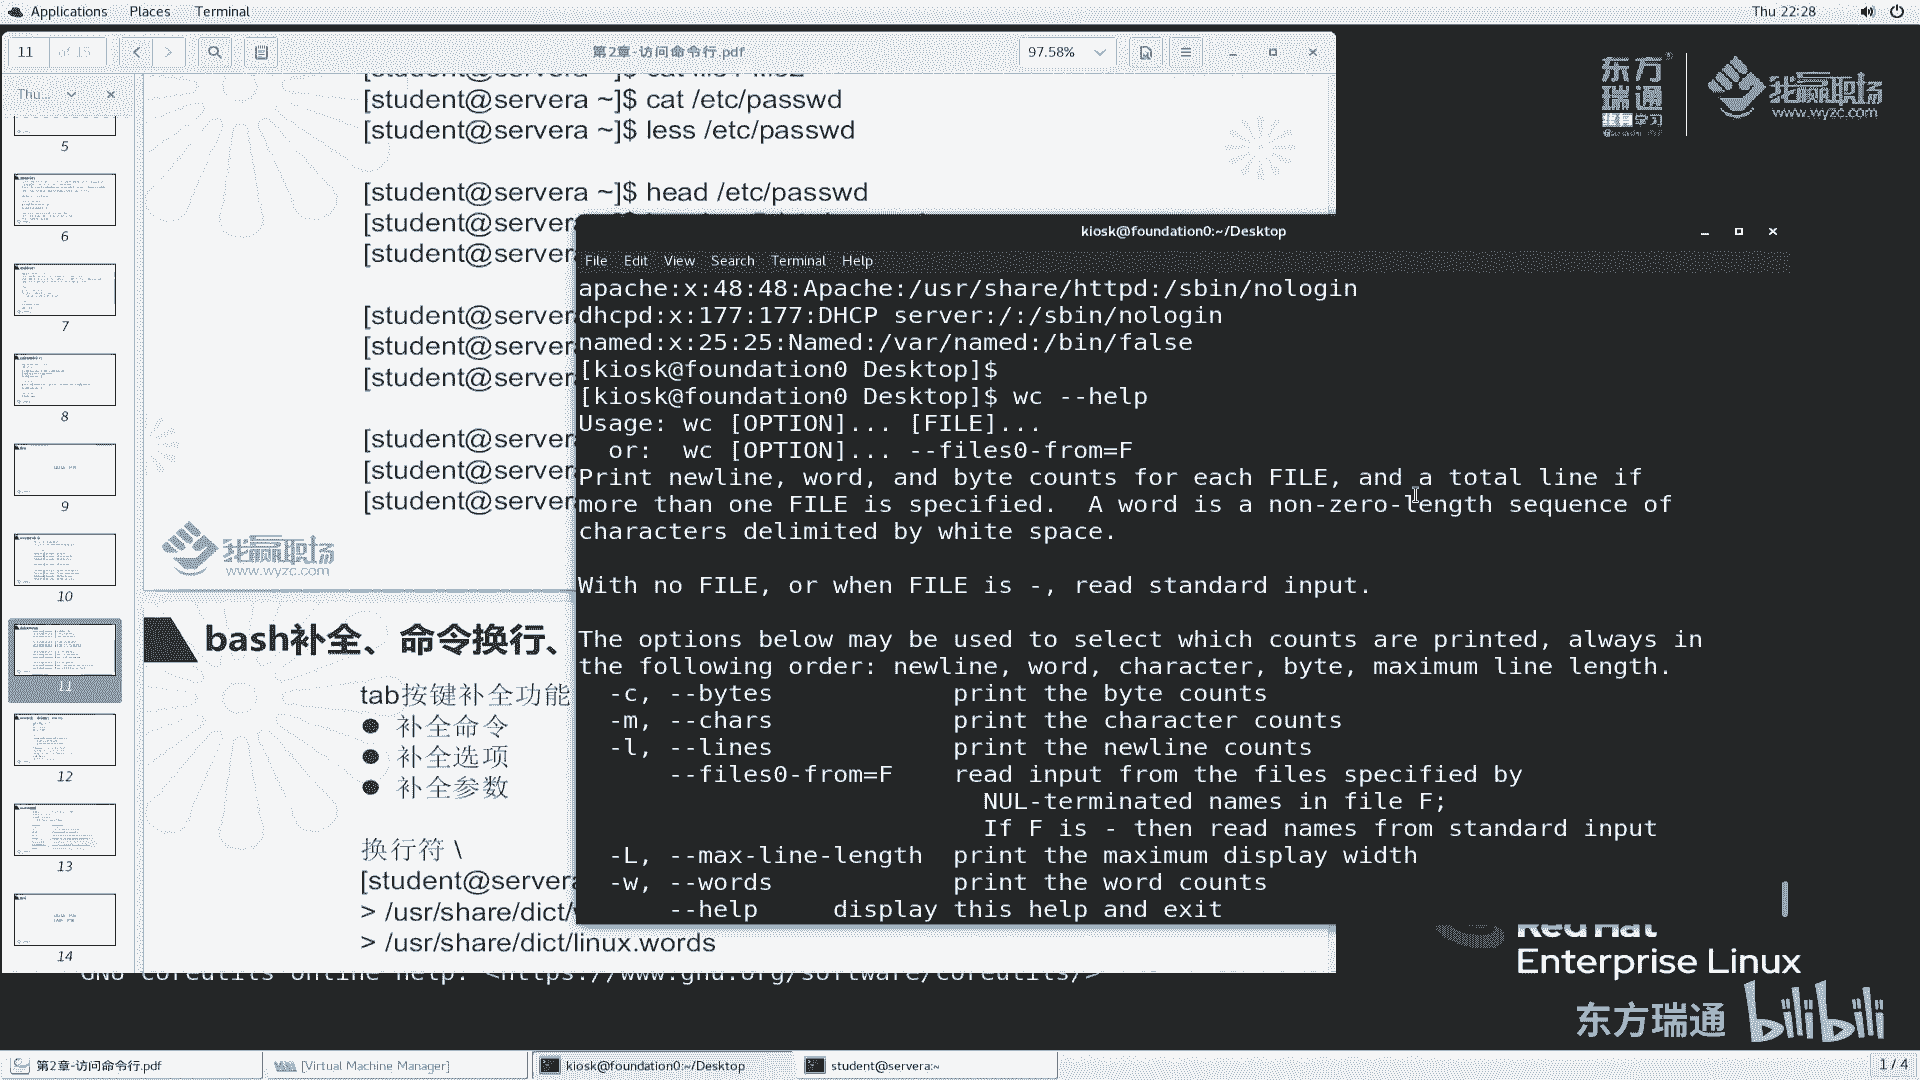 Applications Places Terminal
Thu 22:28
11 of 15
第2章-访问命令行.pdf
97.58%
Thu...
5
6
7
8
9
10
11
12
13
14
[student@servera ~]$ cat /etc/passwd
[student@servera ~]$ less /etc/passwd
[student@servera ~]$ head /etc/passwd
[student@servera
[student@servera
[student@servera
[student@servera
[student@servera
[student@servera
[student@servera
[student@servera
我赢职场
www.wyzc.com
bash补全、命令换行、
tab按键补全功能
● 补全命令
● 补全选项
● 补全参数
换行符 \
[student@servera
> /usr/share/dict/
> /usr/share/dict/linux.words
kiosk@foundation0:~/Desktop
File Edit View Search Terminal Help
apache:x:48:48:Apache:/usr/share/httpd:/sbin/nologin
dhcpd:x:177:177:DHCP server:/:/sbin/nologin
named:x:25:25:Named:/var/named:/bin/false
[kiosk@foundation0 Desktop]$
[kiosk@foundation0 Desktop]$ wc --help
Usage: wc [OPTION]... [FILE]...
or: wc [OPTION]... --files0-from=F
Print newline, word, and byte counts for each FILE, and a total line if
more than one FILE is specified. A word is a non-zero-length sequence of
characters delimited by white space.
With no FILE, or when FILE is -, read standard input.
The options below may be used to select which counts are printed, always in
the following order: newline, word, character, byte, maximum line length.
-c, --bytes print the byte counts
-m, --chars print the character counts
-l, --lines print the newline counts
--files0-from=F read input from the files specified by
NUL-terminated names in file F;
If F is - then read names from standard input
-L, --max-line-length print the maximum display width
-w, --words print the word counts
--help display this help and exit
GNU coreutils online help: <https://www.gnu.org/software/coreutils/>
东方
瑞通
终身学习
我赢职场
www.wyzc.com
Red Hat
Enterprise Linux
东方瑞通 bilibili
第2章-访问命令行.pdf
[Virtual Machine Manager]
kiosk@foundation0:~/Desktop
student@servera:~
1 / 4